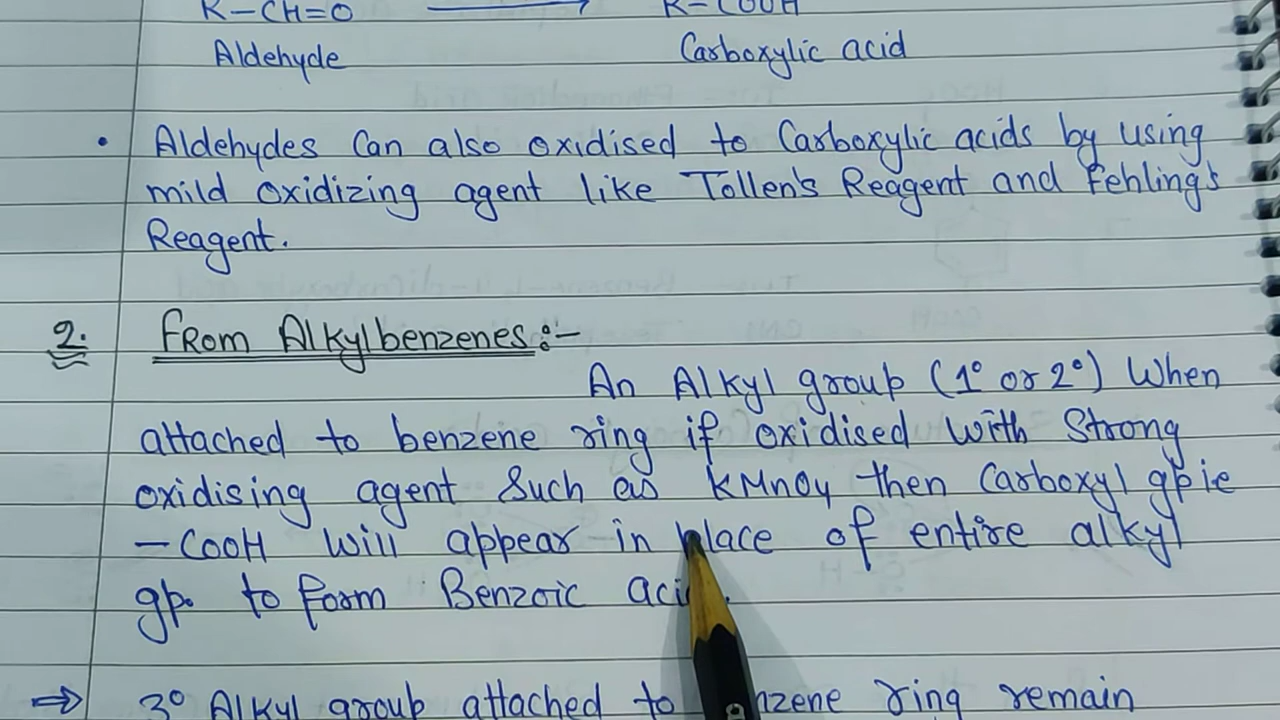 R-CH=O → R-COOH
Aldehyde Carboxylic acid
• Aldehydes can also oxidised to Carboxylic acids by using
mild oxidizing agent like Tollen's Reagent and Fehling's
Reagent.
2. From Alkylbenzenes:-
An Alkyl group (1° or 2°) When
attached to benzene ring if oxidised with Strong
oxidising agent Such as KMnO4 then Carboxyl gp ie
-COOH will appear in place of entire alkyl
gp. to form Benzoic
⇒ 3° Alkyl group attached to ring remain